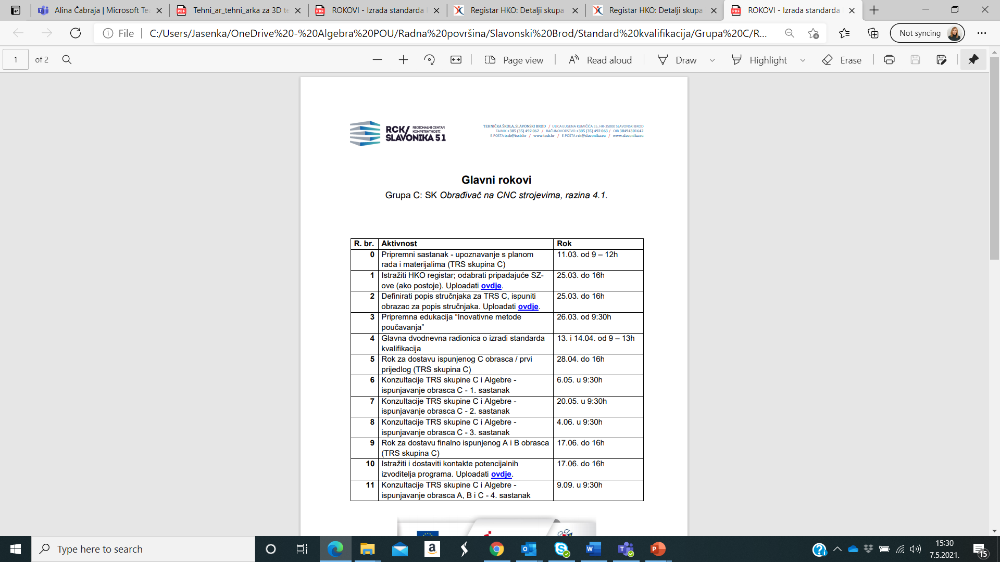 Alina Čabraja | Microsoft Te
Tehni_ar_tehni_arka za 3D te
ROKOVI - Izrada standarda
Registar HKO: Detalji skupa
Registar HKO: Detalji skupa
ROKOVI - Izrada standarda
File
C:/Users/Jasenka/OneDrive%20-%20Algebra%20POU/Radna%20površina/Slavonski%20Brod/Standard%20kvalifikacija/Grupa%20C/R...
Not syncing
1 of 2
Page view
Read aloud
Draw
Highlight
Erase
RCK/ REGIONALNI CENTAR
KOMPETENTNOSTI
SLAVONIKA 5.1
TEHNIČKA ŠKOLA, SLAVONSKI BROD / ULICA EUGENA KUMIČIĆA 55, HR-35000 SLAVONSKI BROD
TAJNIK +385 (35) 492 062 / RAČUNOVODSTVO +385 (35) 492 063 / OIB 38494301642
E-POŠTA tssb@tssb.hr / www.tssb.hr / E-POŠTA rck@slavonika.eu / www.slavonika.eu
Glavni rokovi
Grupa C: SK Obrađivač na CNC strojevima, razina 4.1.
R. br. Aktivnost Rok
0 Pripremni sastanak - upoznavanje s planom 11.03. od 9 – 12h
rada i materijalima (TRS skupina C)
1 Istražiti HKO registar; odabrati pripadajuće SZ- 25.03. do 16h
ove (ako postoje). Uploadati ovdje.
2 Definirati popis stručnjaka za TRS C, ispuniti 25.03. do 16h
obrazac za popis stručnjaka. Uploadati ovdje.
3 Pripremna edukacija “Inovativne metode 26.03. od 9:30h
poučavanja”
4 Glavna dvodnevna radionica o izradi standarda 13. i 14.04. od 9 – 13h
kvalifikacija
5 Rok za dostavu ispunjenog C obrasca / prvi 28.04. do 16h
prijedlog (TRS skupina C)
6 Konzultacije TRS skupine C i Algebre - 6.05. u 9:30h
ispunjavanje obrasca C - 1. sastanak
7 Konzultacije TRS skupine C i Algebre - 20.05. u 9:30h
ispunjavanje obrasca C - 2. sastanak
8 Konzultacije TRS skupine C i Algebre - 4.06. u 9:30h
ispunjavanje obrasca C - 3. sastanak
9 Rok za dostavu finalno ispunjenog A i B obrasca 17.06. do 16h
(TRS skupina C)
10 Istražiti i dostaviti kontakte potencijalnih 17.06. do 16h
izvoditelja programa. Uploadati ovdje.
11 Konzultacije TRS skupine C i Algebre - 9.09. u 9:30h
ispunjavanje obrasca A, B i C - 4. sastanak
Type here to search
15:30
7.5.2021.
15